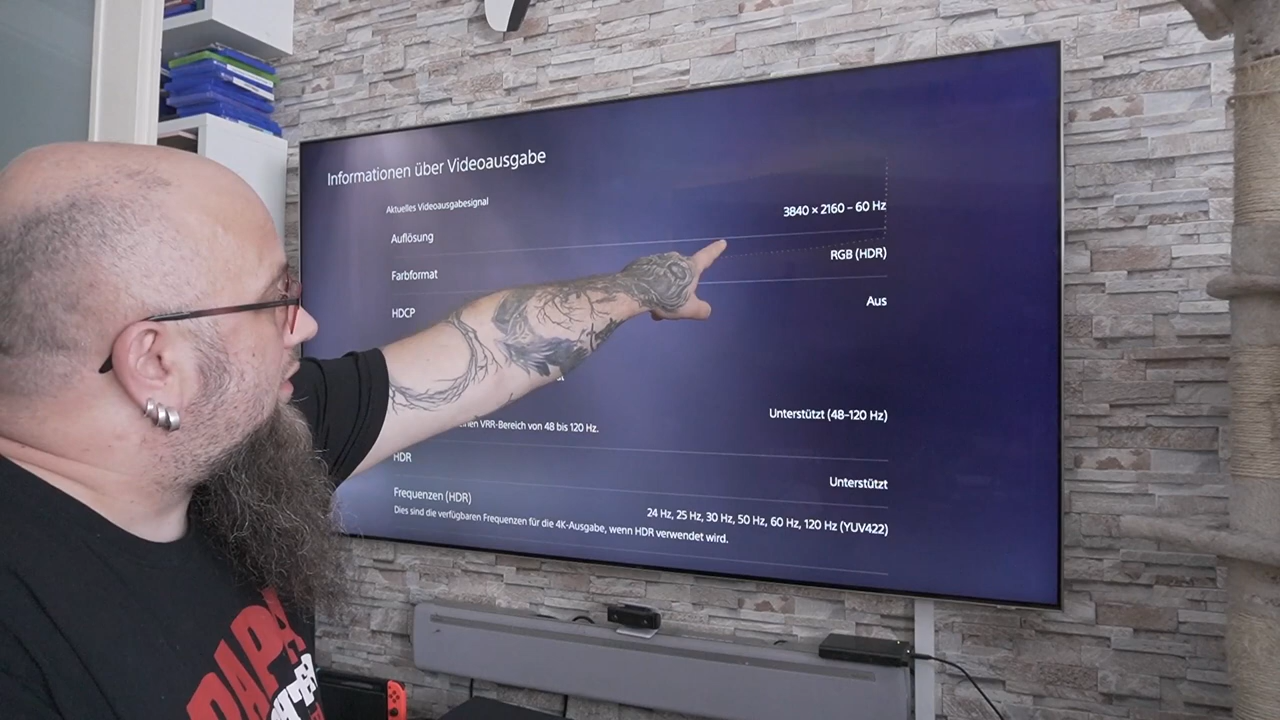 Informationen über Videoausgabe
Aktuelles Videoausgabesignal
Auflösung 3840 x 2160 – 60 Hz
Farbformat RGB (HDR)
HDCP Aus
Unterstützt (48–120 Hz)
VRR-Bereich von 48 bis 120 Hz.
HDR Unterstützt
Frequenzen (HDR) 24 Hz, 25 Hz, 30 Hz, 50 Hz, 60 Hz, 120 Hz (YUV422)
Dies sind die verfügbaren Frequenzen für die 4K-Ausgabe, wenn HDR verwendet wird.